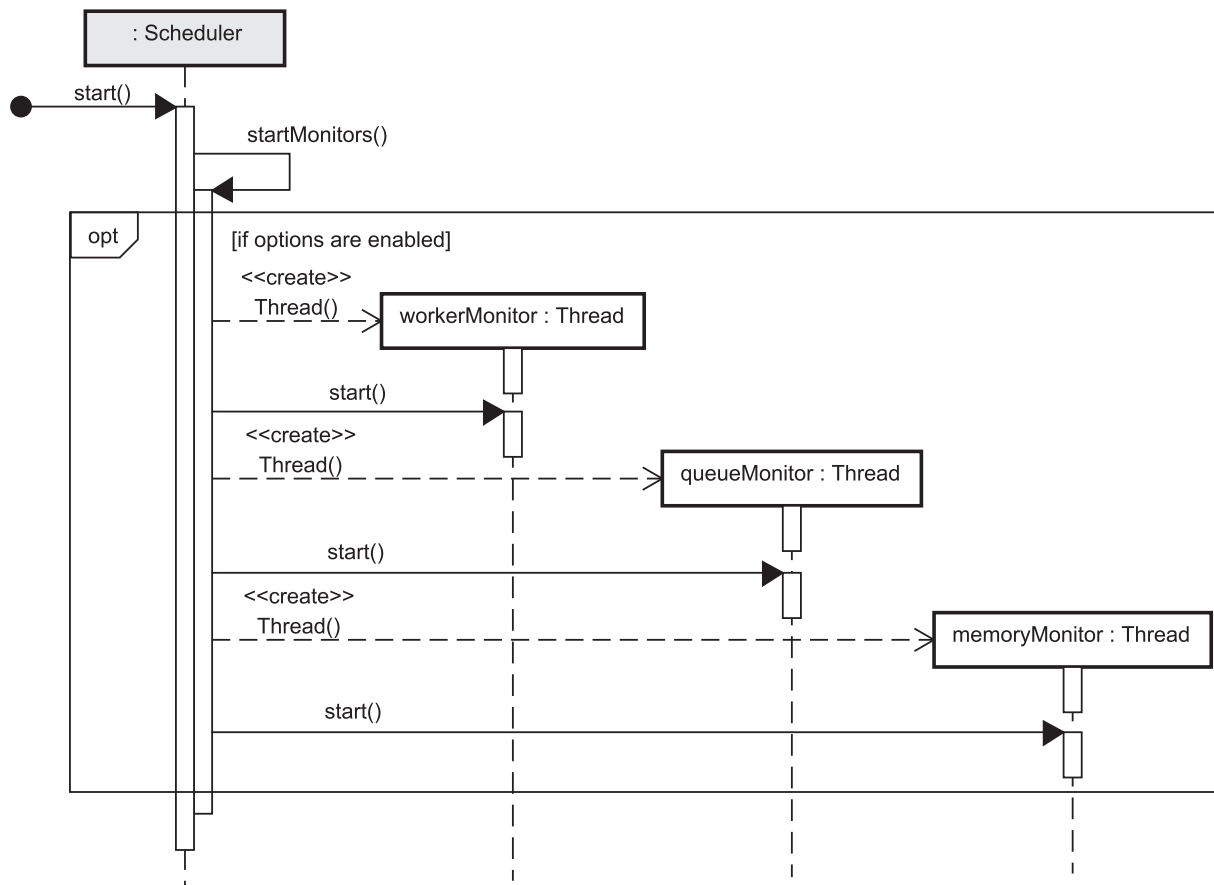 : Scheduler
start()
startMonitors()
opt
[if options are enabled]
<<create>>
Thread()
workerMonitor : Thread
start()
<<create>>
Thread()
queueMonitor : Thread
start()
<<create>>
Thread()
memoryMonitor : Thread
start()